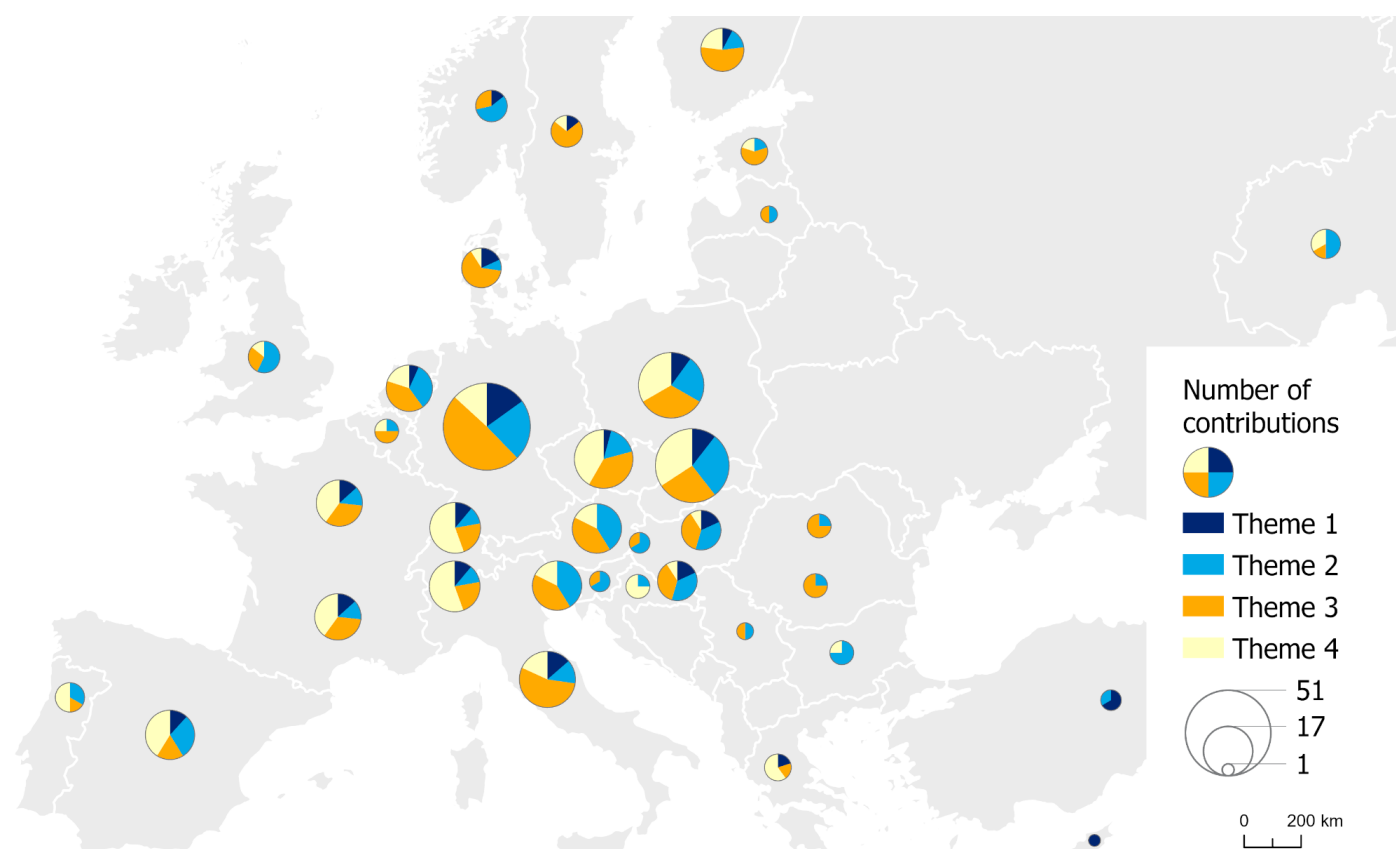 Number of
contributions
Theme 1
Theme 2
Theme 3
Theme 4
51
17
1
0 200 km